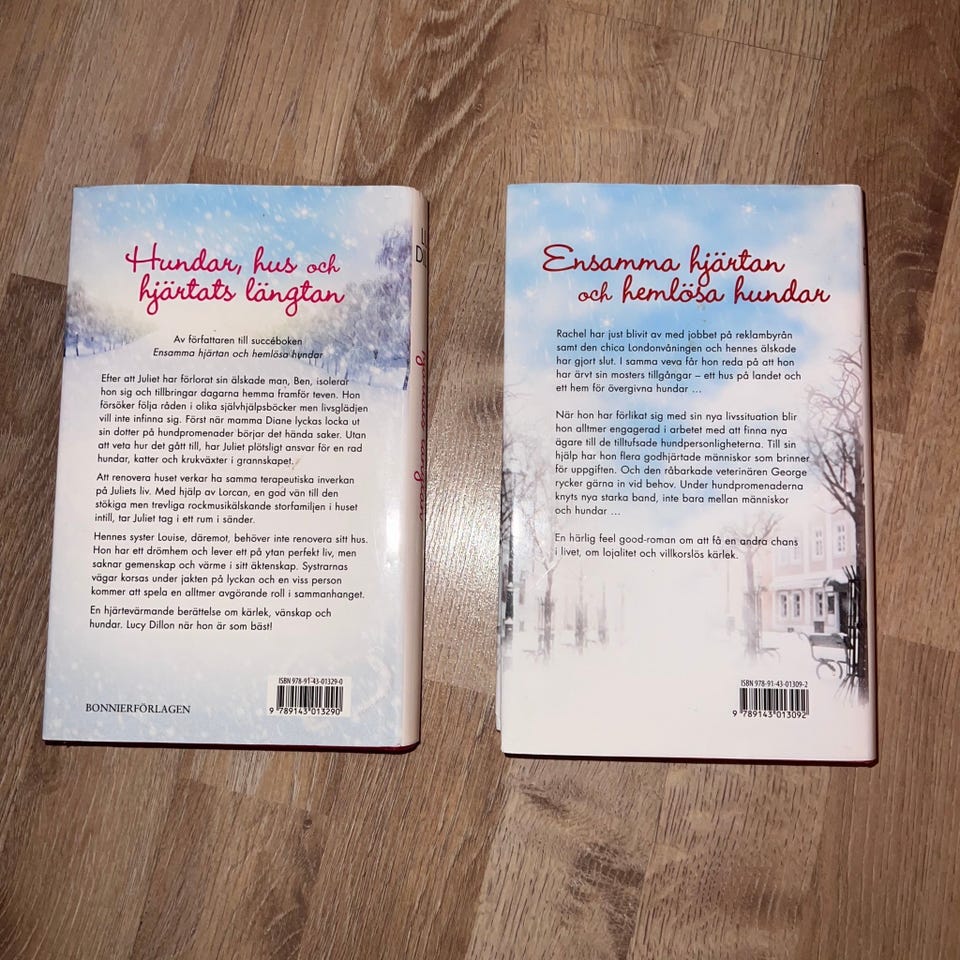 Hundar, hus och
hjärtats längtan
Av författaren till succéboken
Ensamma hjärtan och hemlösa hundar
Efter att Juliet har förlorat sin älskade man, Ben, isolerar
hon sig och tillbringar dagarna hemma framför teven. Hon
försöker följa råden i olika självhjälpsböcker men livsglädjen
vill inte infinna sig. Först när mamma Diane lyckas locka ut
sin dotter på hundpromenader börjar det hända saker. Utan
att veta hur det gått till, har Juliet plötsligt ansvar för en rad
hundar, katter och krukväxter i grannskapet.
Att renovera huset verkar ha samma terapeutiska inverkan
på Juliets liv. Med hjälp av Lorcan, en god vän till den
stökiga men trevliga rockmusikälskande storfamiljen i huset
intill, tar Juliet tag i ett rum i sänder.
Hennes syster Louise, däremot, behöver inte renovera sitt hus.
Hon har ett drömhem och lever ett på ytan perfekt liv, men
saknar gemenskap och värme i sitt äktenskap. Systrarnas
vägar korsas under jakten på lyckan och en viss person
kommer att spela en alltmer avgörande roll i sammanhanget.
En hjärtevärmande berättelse om kärlek, vänskap och
hundar. Lucy Dillon när hon är som bäst!
BONNIERFÖRLAGEN
ISBN 978-91-43-01329-0
9 789143 013290
Ensamma hjärtan
och hemlösa hundar
Rachel har just blivit av med jobbet på reklambyrån
samt den chica Londonvåningen och hennes älskade
har gjort slut. I samma veva får hon reda på att hon
har ärvt sin mosters tillgångar – ett hus på landet och
ett hem för övergivna hundar ...
När hon har förlikat sig med sin nya livssituation blir
hon alltmer engagerad i arbetet med att finna nya
ägare till de tilltufsade hundpersonligheterna. Till sin
hjälp har hon flera godhjärtade människor som brinner
för uppgiften. Och den råbarkade veterinären George
rycker gärna in vid behov. Under hundpromenaderna
knyts nya starka band, inte bara mellan människor
och hundar ...
En härlig feel good-roman om att få en andra chans
i livet, om lojalitet och villkorslös kärlek.
ISBN 978-91-43-01309-2
9 789143 013092